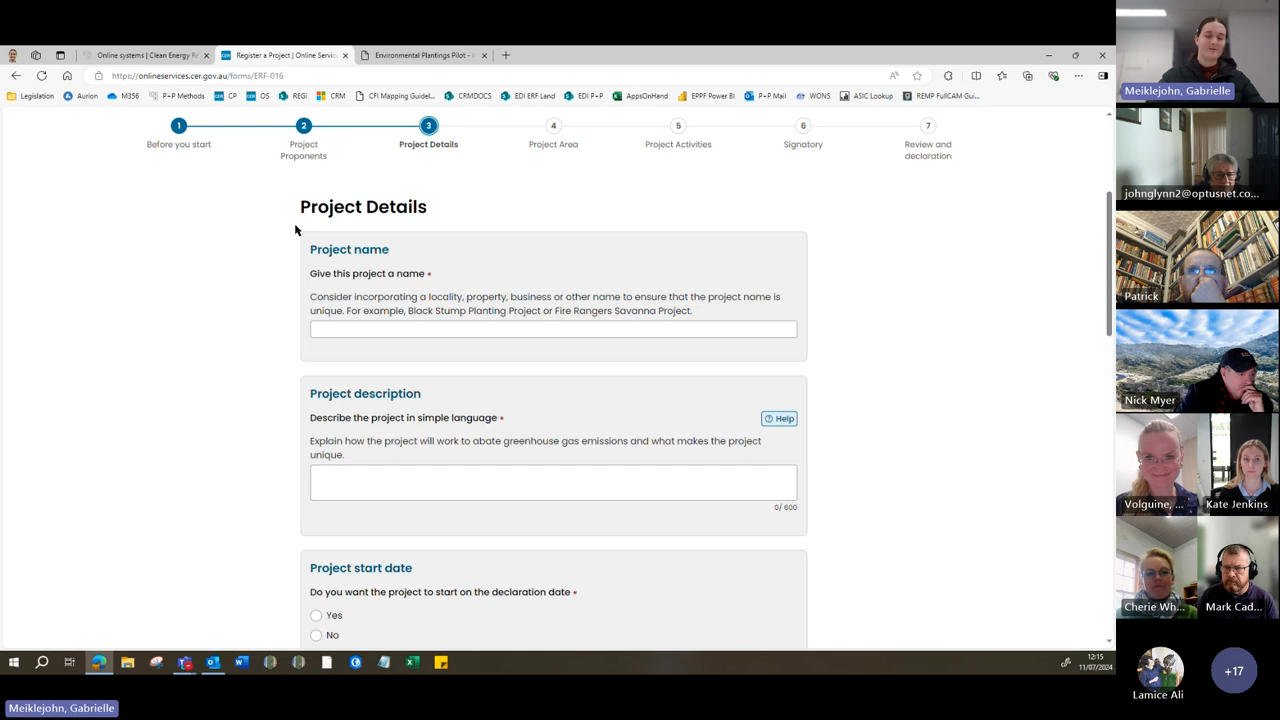 Online systems | Clean Energy Re
Register a Project | Online Servic
Environmental Plantings Pilot -
https://onlineservices.cer.gov.au/forms/ERF-016
Legislation
Aurion
M356
P+P Methods
CP
OS
REGI
CRM
CFI Mapping Guidel...
CRMDOCS
EDI ERF Land
EDI P+P
AppsOnHand
EPPF Power BI
P+P Mail
WONS
ASIC Lookup
REMP FullCAM Gui...
1
2
3
4
5
6
7
Before you start
Project
Proponents
Project Details
Project Area
Project Activities
Signatory
Review and
declaration
Project Details
Project name
Give this project a name *
Consider incorporating a locality, property, business or other name to ensure that the project name is
unique. For example, Black Stump Planting Project or Fire Rangers Savanna Project.
Project description
Describe the project in simple language *
Help
Explain how the project will work to abate greenhouse gas emissions and what makes the project
unique.
0/ 600
Project start date
Do you want the project to start on the declaration date *
Yes
No
12:15
11/07/2024
Meiklejohn, Gabrielle
Meiklejohn, Gabrielle
johnglynn2@optusnet.co...
Patrick
Nick Myer
Volguine, ...
Kate Jenkins
Cherie Wh...
Mark Cad...
Lamice Ali
+17